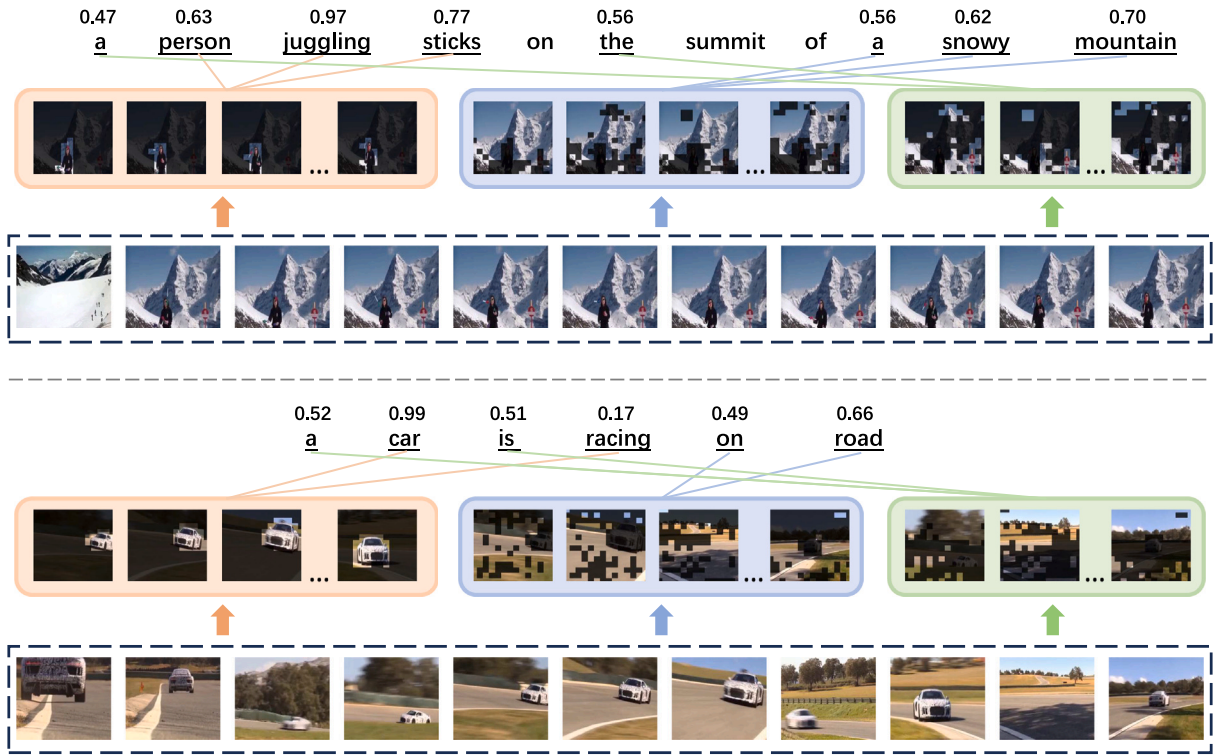 0.47 0.63 0.97 0.77 0.56 0.56 0.62 0.70
a person juggling sticks on the summit of a snowy mountain
... ... ...
0.52 0.99 0.51 0.17 0.49 0.66
a car is racing on road
... ... ...